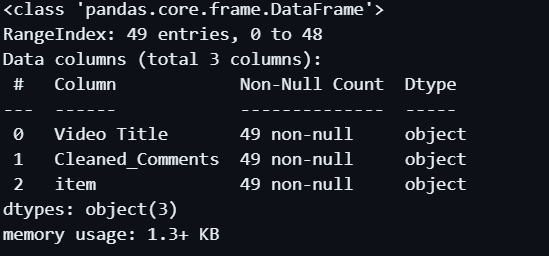 <class 'pandas.core.frame.DataFrame'>
RangeIndex: 49 entries, 0 to 48
Data columns (total 3 columns):
 #   Column            Non-Null Count  Dtype
---  ------            --------------  -----
 0   Video Title       49 non-null     object
 1   Cleaned_Comments  49 non-null     object
 2   item              49 non-null     object
dtypes: object(3)
memory usage: 1.3+ KB